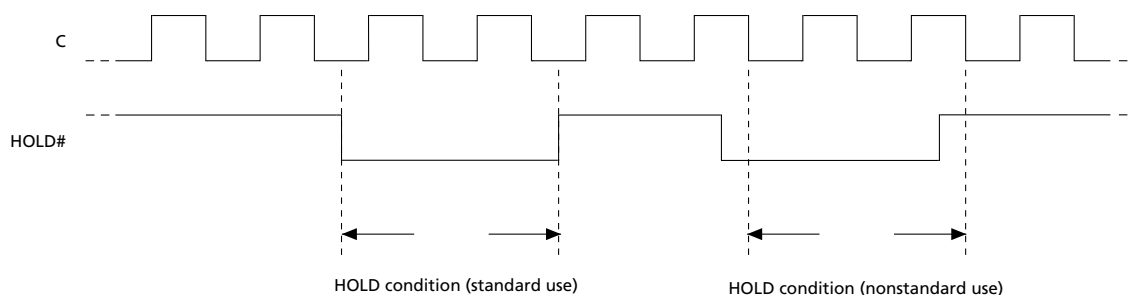 C
HOLD#
HOLD condition (standard use)
HOLD condition (nonstandard use)